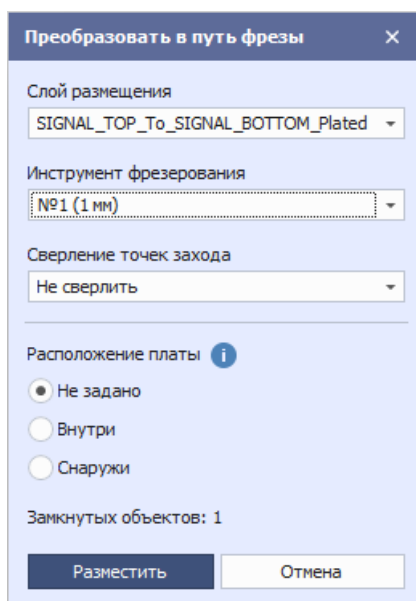 Преобразовать в путь фрезы
Слой размещения
SIGNAL_TOP_To_SIGNAL_BOTTOM_Plated
Инструмент фрезерования
№1 (1 мм)
Сверление точек захода
Не сверлить
Расположение платы i
Не задано
Внутри
Снаружи
Замкнутых объектов: 1
Разместить Отмена